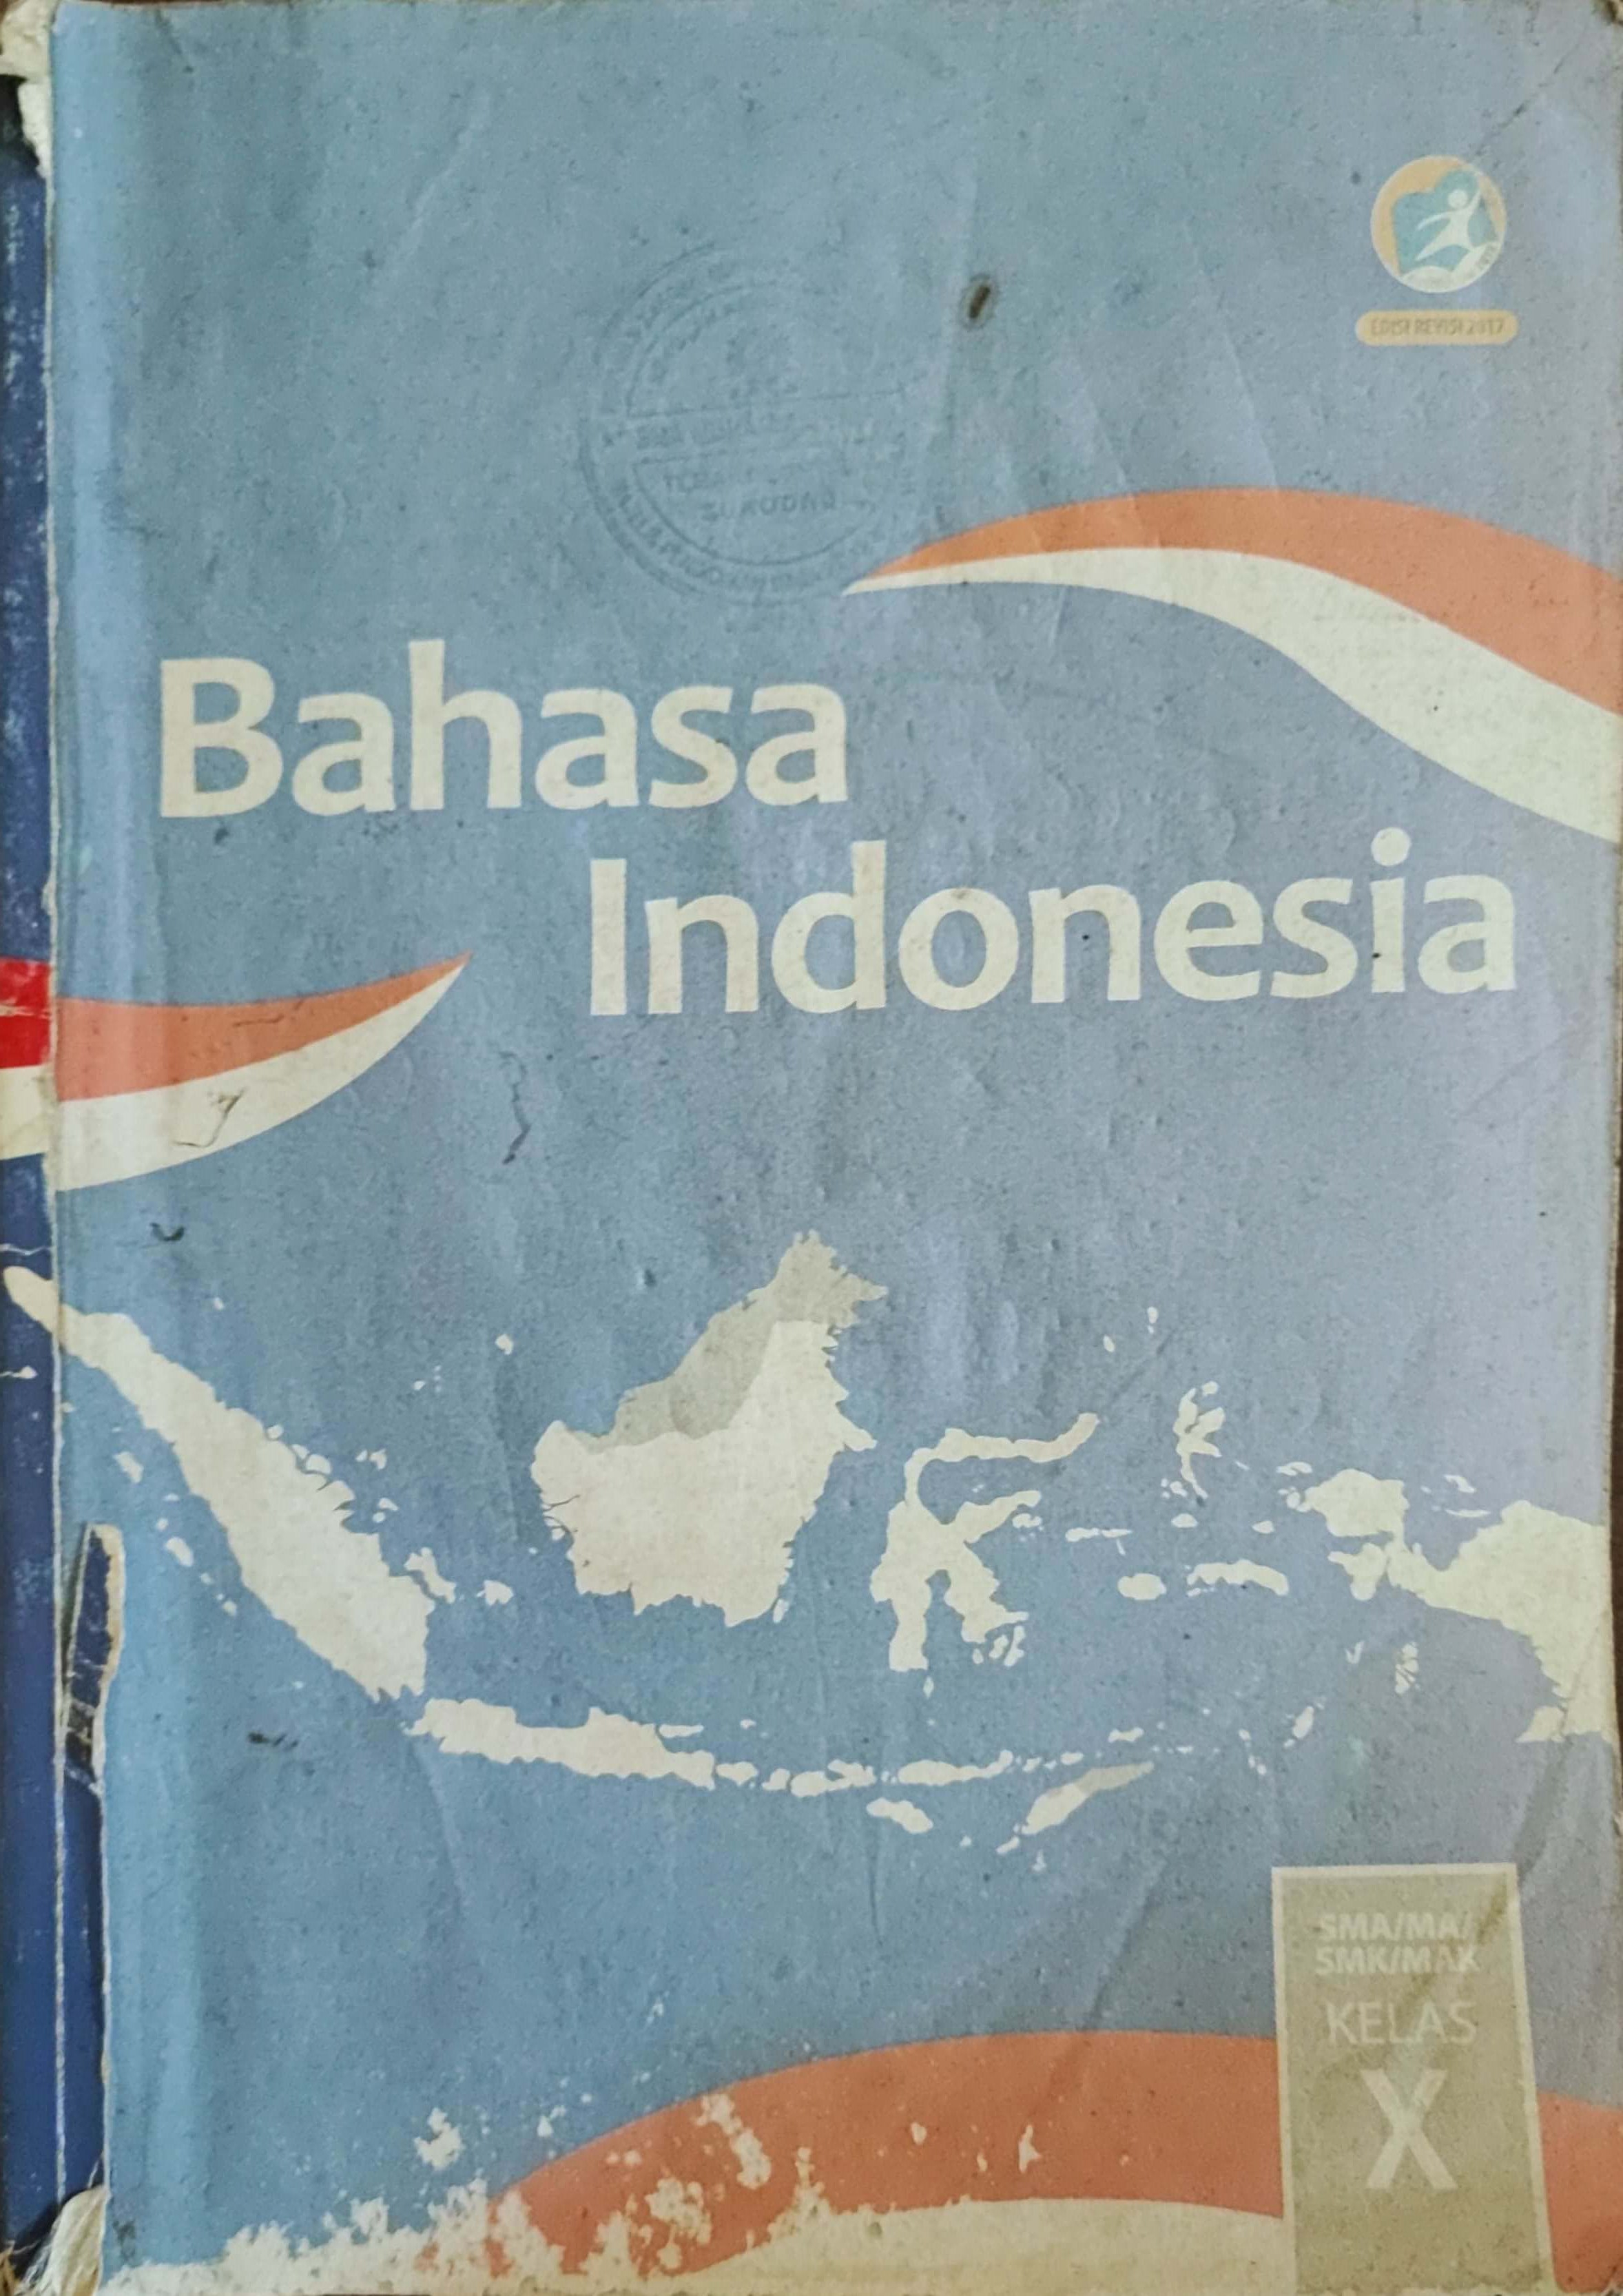 EDISI REVISI 2017
Bahasa
Indonesia
SMA/MA/
SMK/MAK
KELAS
X